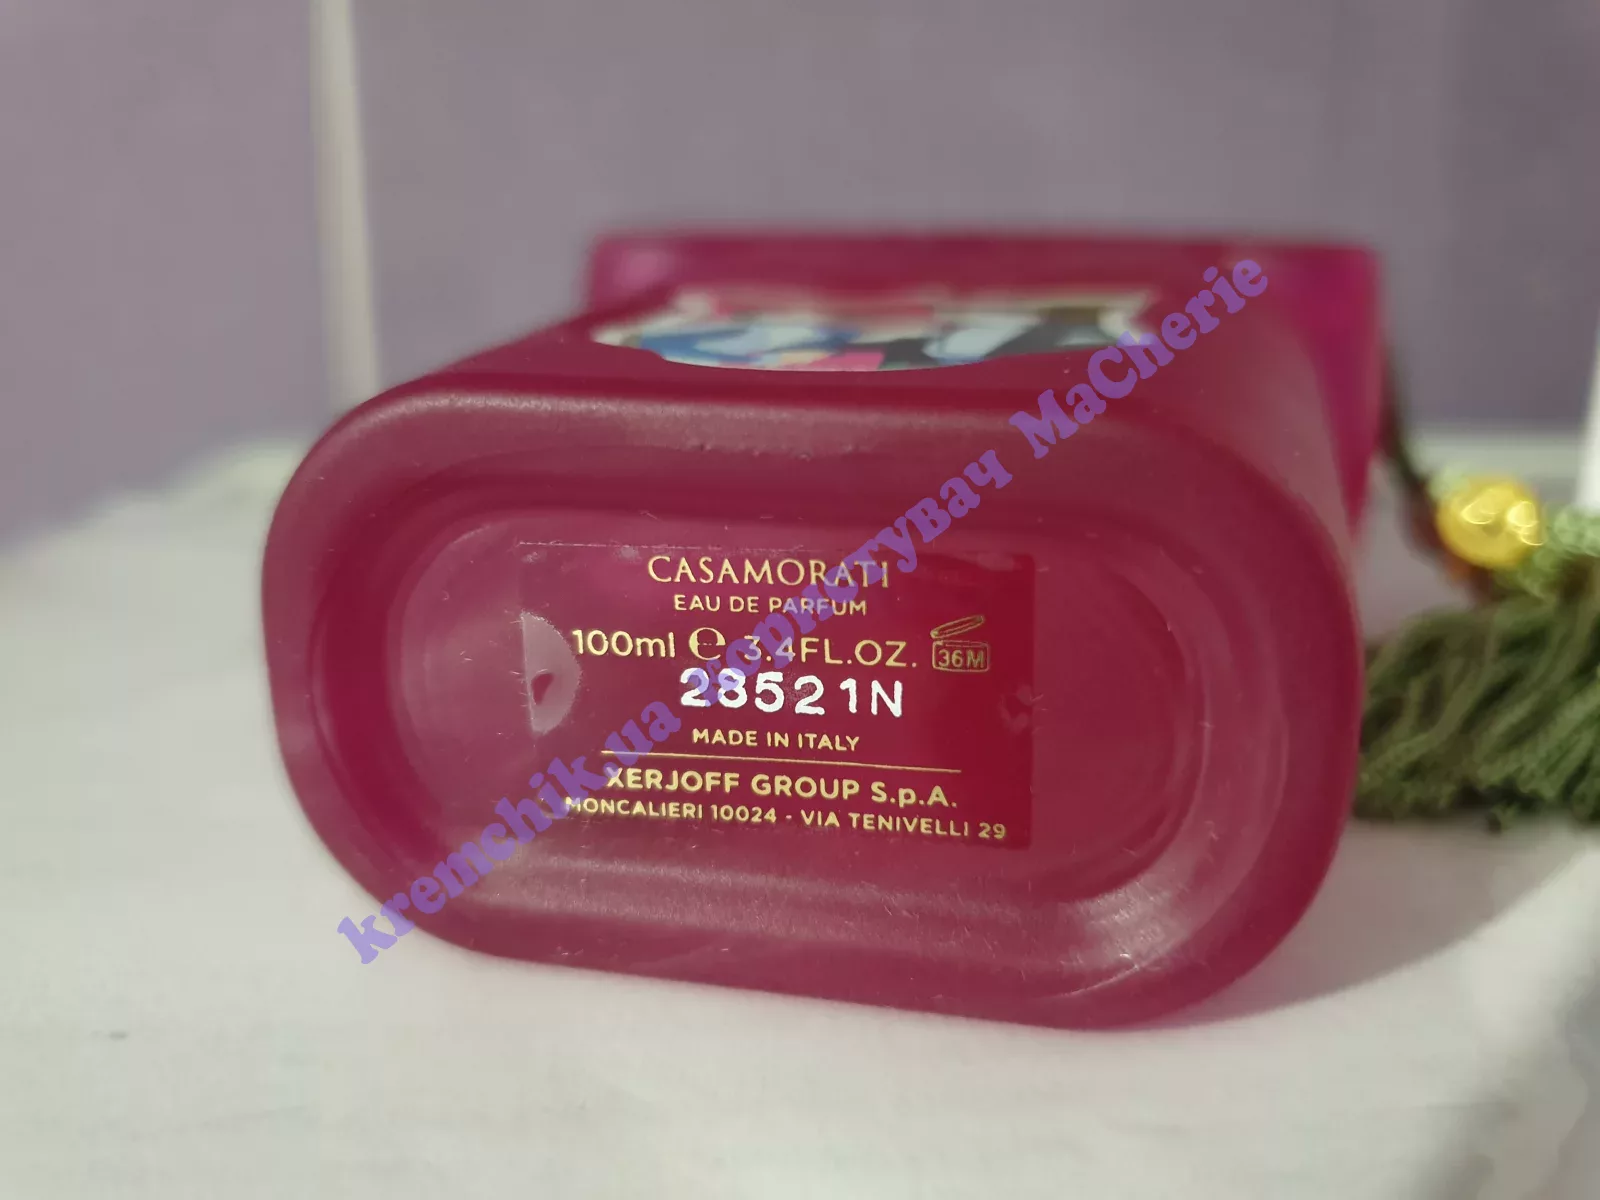 CASAMORATI
EAU DE PARFUM
100ml ℮ 3.4FL.OZ. 36M
28521N
MADE IN ITALY
XERJOFF GROUP S.p.A.
MONCALIERI 10024 - VIA TENIVELLI 29
kremchik.ua користувач MaCherie